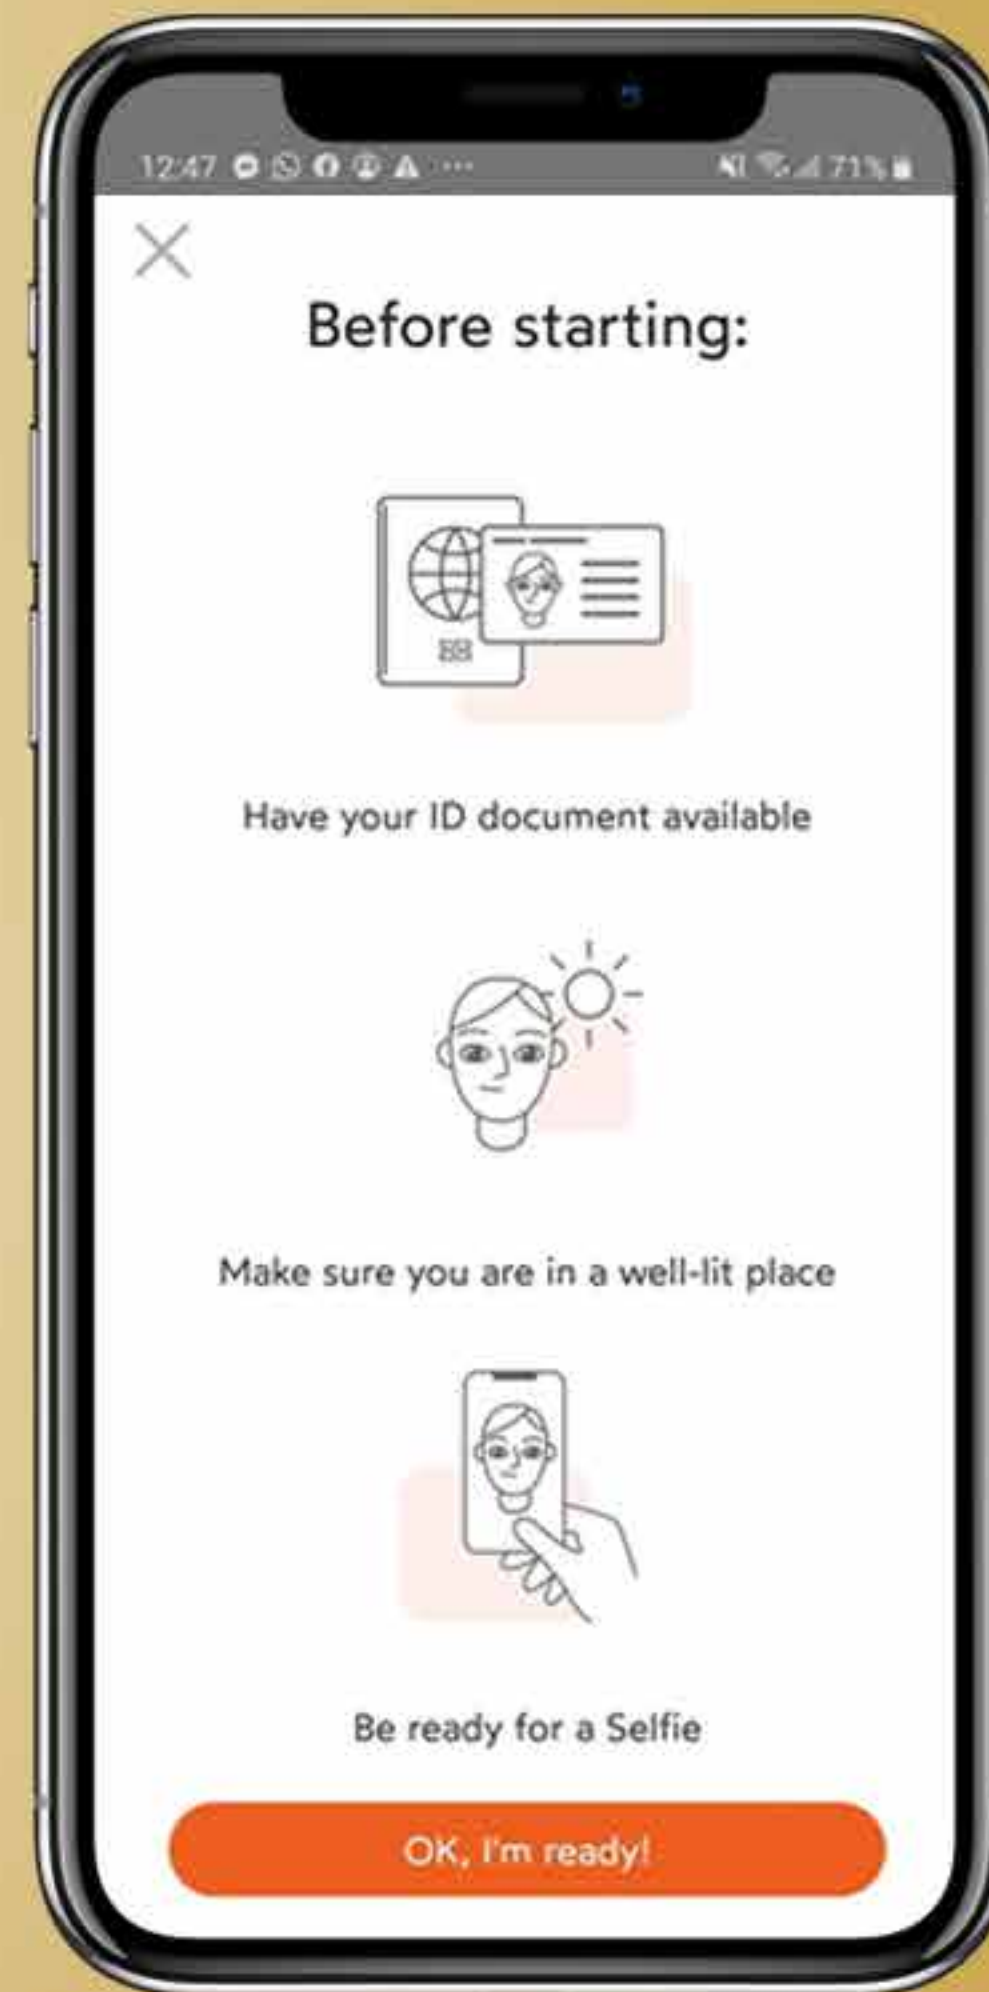 12:47
71%
Before starting:
Have your ID document available
Make sure you are in a well-lit place
Be ready for a Selfie
OK, I'm ready!